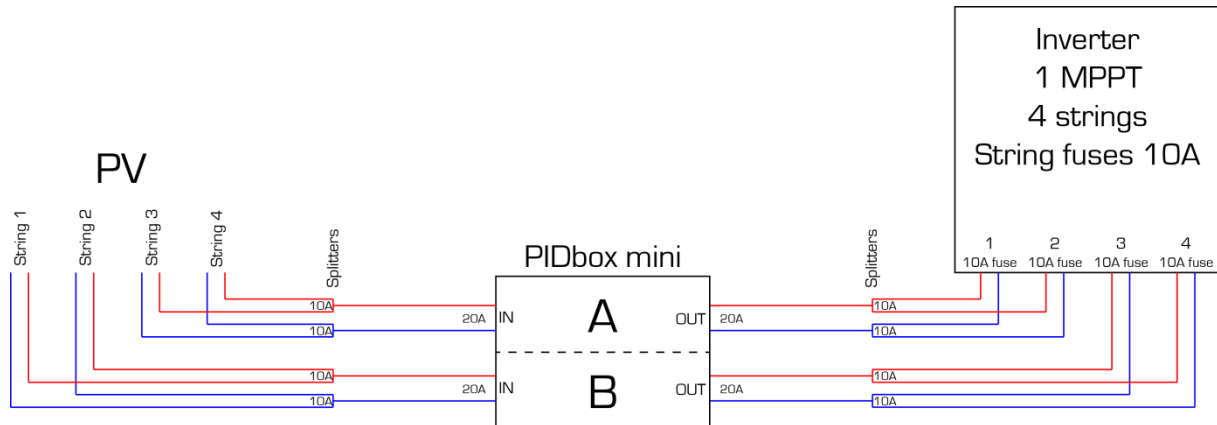 Inverter
1 MPPT
4 strings
String fuses 10A
1
2
3
4
10A fuse
10A fuse
10A fuse
10A fuse
PV
String 1
String 2
String 3
String 4
Splitters
PIDbox mini
Splitters
10A
10A
20A
IN
A
OUT
20A
10A
10A
10A
10A
20A
IN
B
OUT
20A
10A
10A